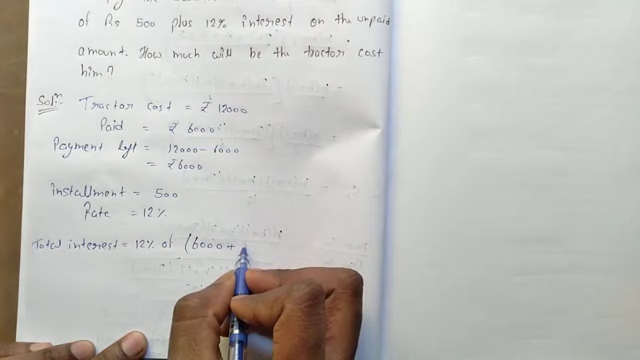 of Rs 500 plus 12% interest on the unpaid
amount. How much will be the tractor cost
him?
Solⁿ. Tractor cost = ₹ 12000
Paid = ₹ 6000
Payment left = 12000 - 6000
= ₹6000
Installment = 500
Rate = 12%
Total interest = 12% of (6000 +